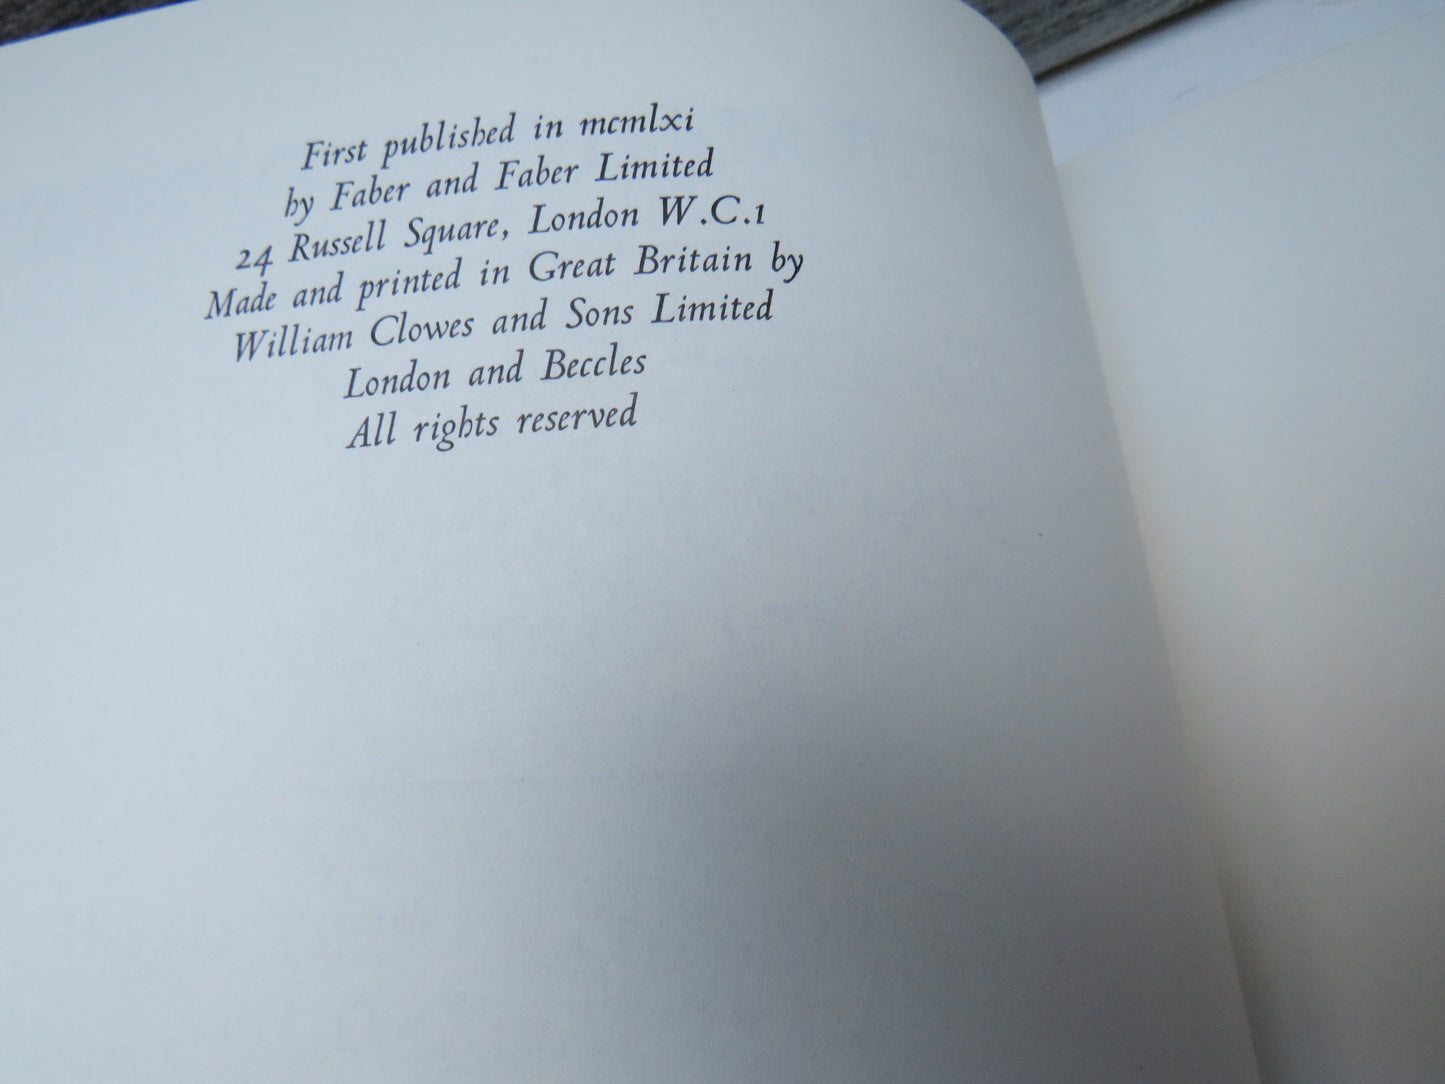 First published in mcmlxi
by Faber and Faber Limited
24 Russell Square, London W.C.1
Made and printed in Great Britain by
William Clowes and Sons Limited
London and Beccles
All rights reserved